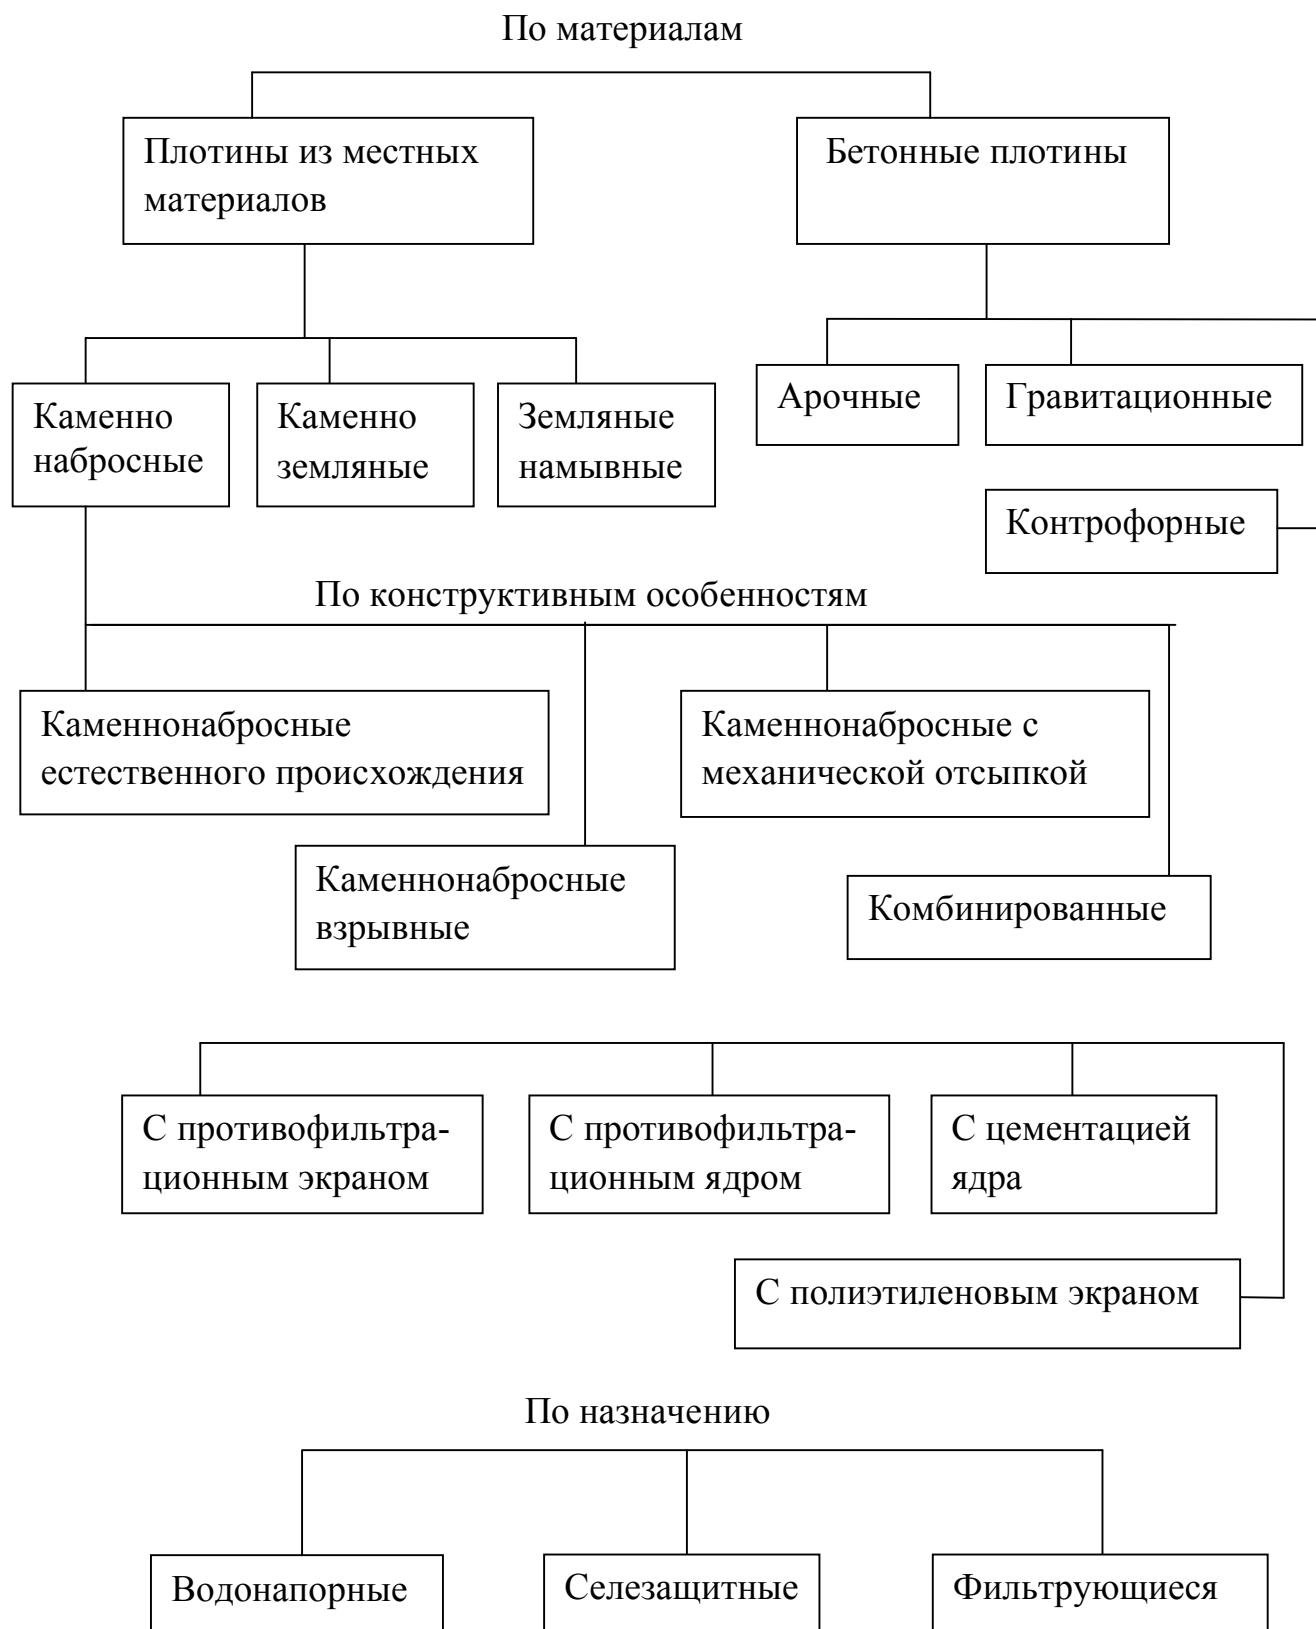 По материалам
Плотины из местных
материалов
Бетонные плотины
Каменно
набросные
Каменно
земляные
Земляные
намывные
Арочные
Гравитационные
Контрофорные
По конструктивным особенностям
Каменнонабросные
естественного происхождения
Каменнонабросные с
механической отсыпкой
Каменнонабросные
взрывные
Комбинированные
С противофильтра-
ционным экраном
С противофильтра-
ционным ядром
С цементацией
ядра
С полиэтиленовым экраном
По назначению
Водонапорные
Селезащитные
Фильтрующиеся